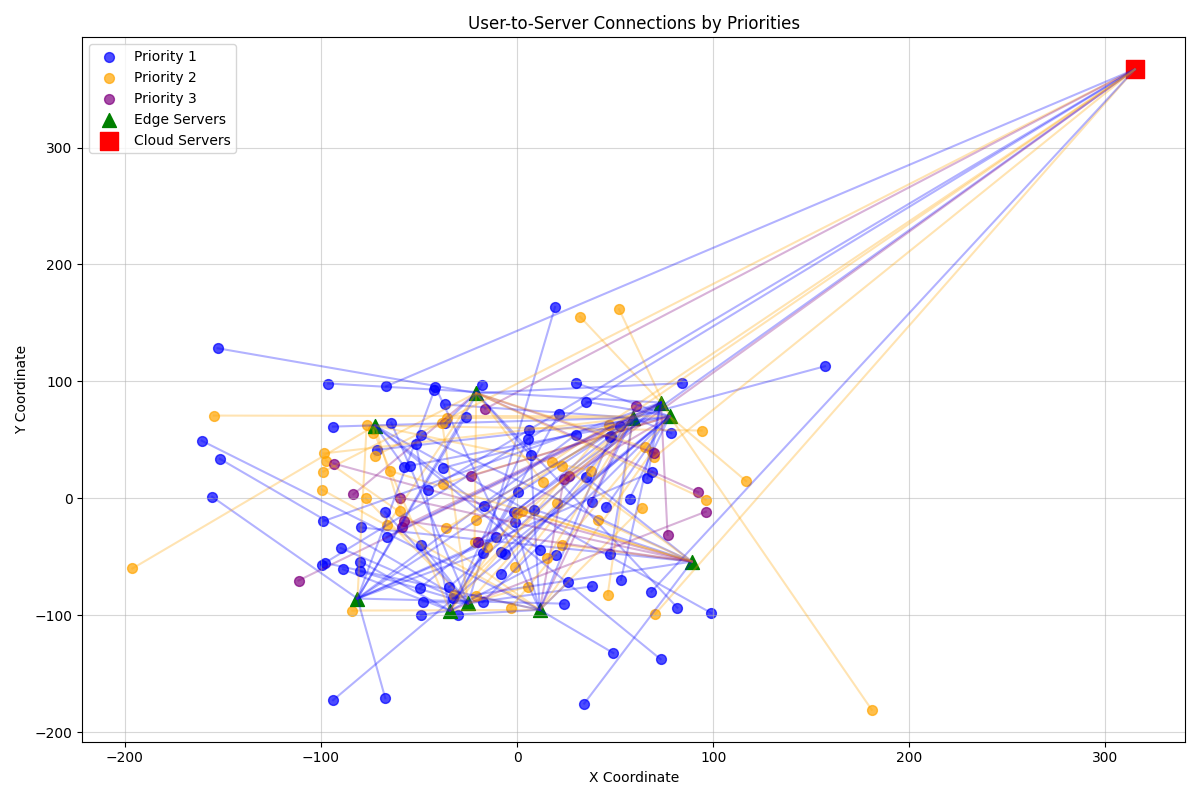 User-to-Server Connections by Priorities
Priority 1
Priority 2
Priority 3
Edge Servers
Cloud Servers
Y Coordinate
300
200
100
0
−100
−200
−200
−100
0
100
200
300
X Coordinate